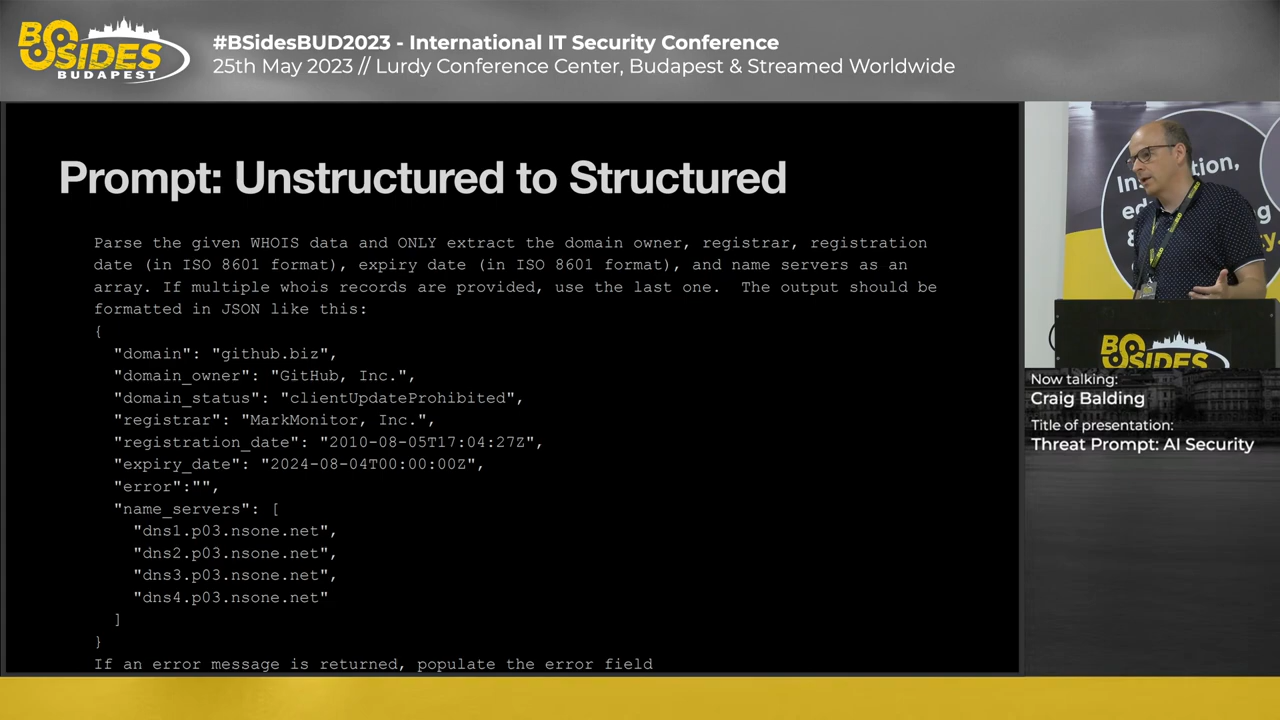 BSIDES
BUDAPEST
#BSidesBUD2023 - International IT Security Conference
25th May 2023 // Lurdy Conference Center, Budapest & Streamed Worldwide
Prompt: Unstructured to Structured
Parse the given WHOIS data and ONLY extract the domain owner, registrar, registration
date (in ISO 8601 format), expiry date (in ISO 8601 format), and name servers as an
array. If multiple whois records are provided, use the last one.  The output should be
formatted in JSON like this:
{
  "domain": "github.biz",
  "domain_owner": "GitHub, Inc.",
  "domain_status": "clientUpdateProhibited",
  "registrar": "MarkMonitor, Inc.",
  "registration_date": "2010-08-05T17:04:27Z",
  "expiry_date": "2024-08-04T00:00:00Z",
  "error":"",
  "name_servers": [
    "dns1.p03.nsone.net",
    "dns2.p03.nsone.net",
    "dns3.p03.nsone.net",
    "dns4.p03.nsone.net"
  ]
}
If an error message is returned, populate the error field
BSIDES
Now talking:
Craig Balding
Title of presentation:
Threat Prompt: AI Security